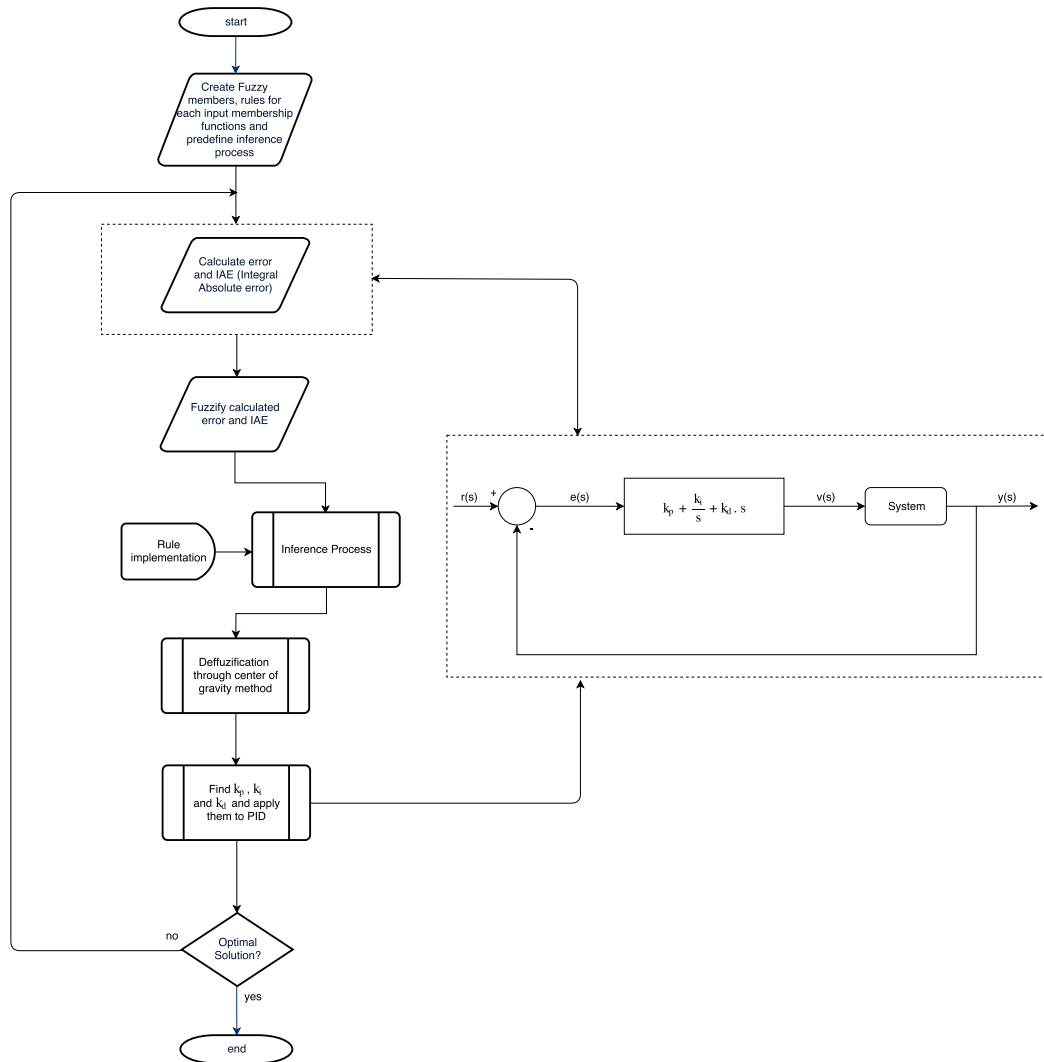 start
Create Fuzzy
members, rules for
each input membership
functions and
predefine inference
process
Calculate error
and IAE (Integral
Absolute error)
Fuzzify calculated
error and IAE
r(s)
+
-
e(s)
kp + ki/s + kd . s
v(s)
System
y(s)
Rule
implementation
Inference Process
Deffuzification
through center of
gravity method
Find kp , ki
and kd and apply
them to PID
no
Optimal
Solution?
yes
end